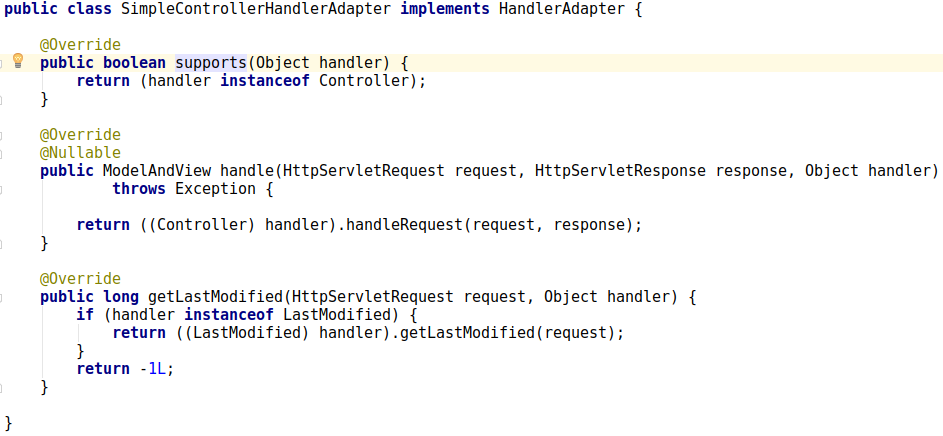 public class SimpleControllerHandlerAdapter implements HandlerAdapter {
@Override
public boolean supports(Object handler) {
return (handler instanceof Controller);
}
@Override
@Nullable
public ModelAndView handle(HttpServletRequest request, HttpServletResponse response, Object handler)
throws Exception {
return ((Controller) handler).handleRequest(request, response);
}
@Override
public long getLastModified(HttpServletRequest request, Object handler) {
if (handler instanceof LastModified) {
return ((LastModified) handler).getLastModified(request);
}
return -1L;
}
}